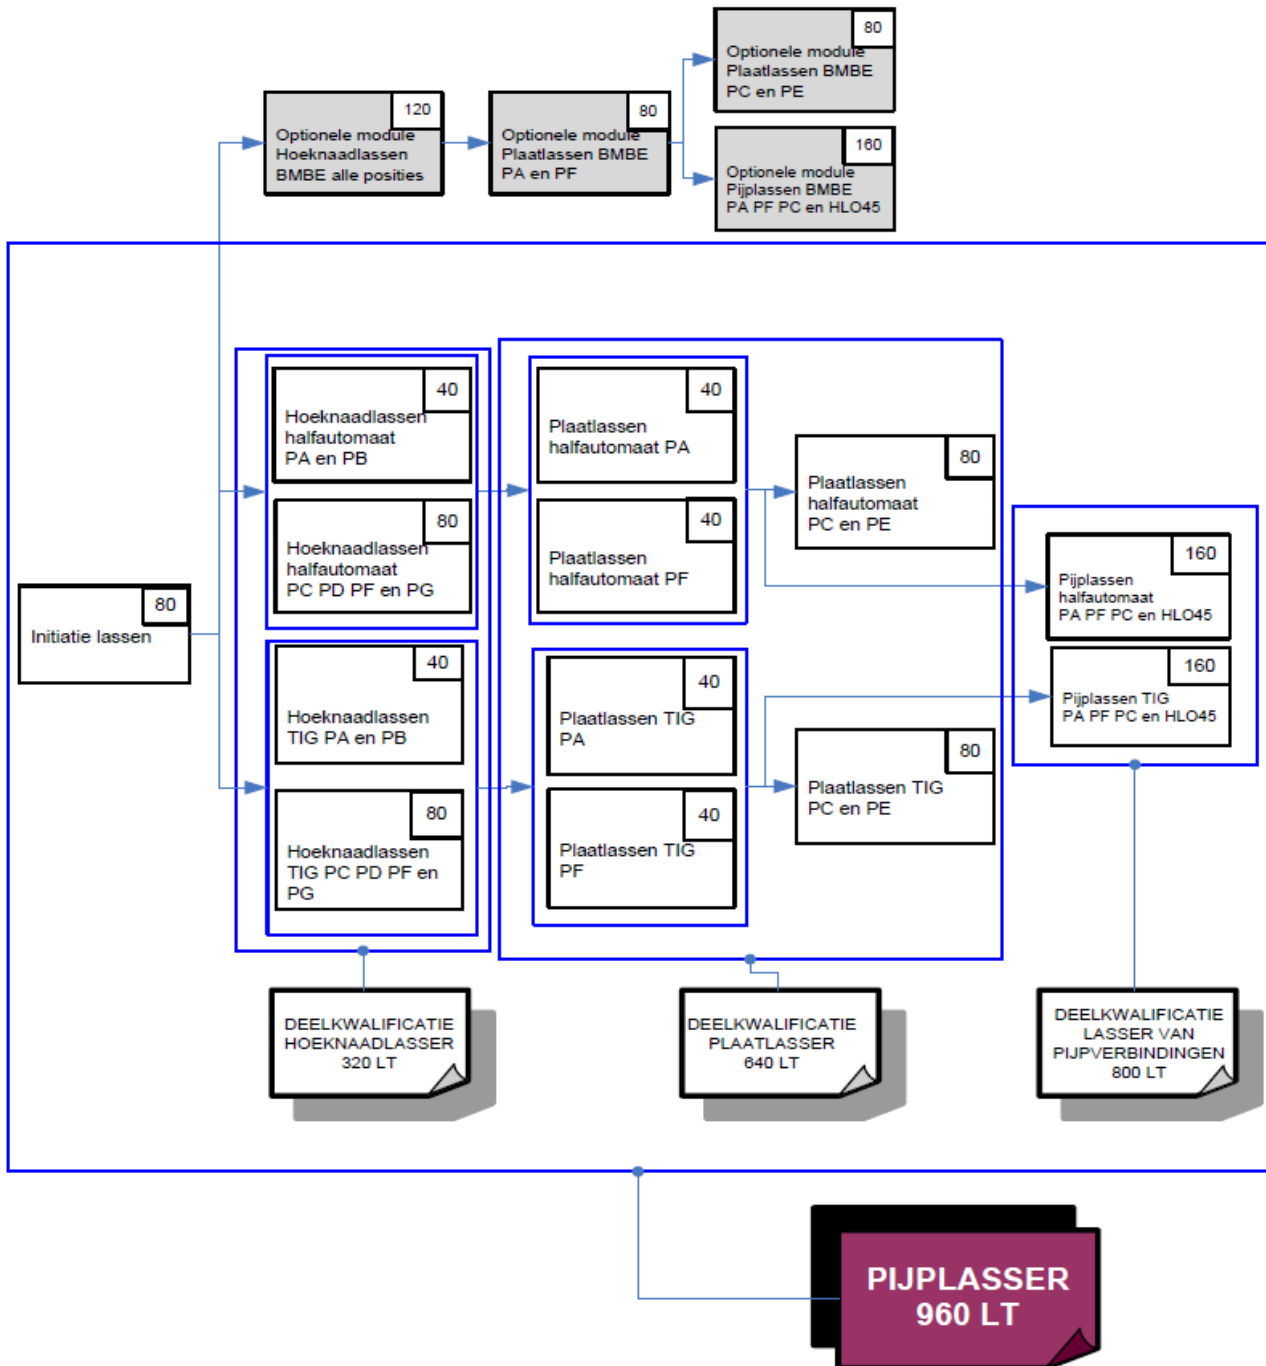 80
Optionele module
Plaatlassen BMBE
PC en PE
120
Optionele module
Hoeknaadlassen
BMBE alle posities
80
Optionele module
Plaatlassen BMBE
PA en PF
160
Optionele module
Pijplassen BMBE
PA PF PC en HLO45
40
Hoeknaadlassen
halfautomaat
PA en PB
40
Plaatlassen
halfautomaat PA
80
Plaatlassen
halfautomaat
PC en PE
80
Hoeknaadlassen
halfautomaat
PC PD PF en PG
40
Plaatlassen
halfautomaat PF
160
Pijplassen
halfautomaat
PA PF PC en HLO45
80
Initiatie lassen
40
Hoeknaadlassen
TIG PA en PB
40
Plaatlassen TIG
PA
160
Pijplassen TIG
PA PF PC en HLO45
80
Plaatlassen TIG
PC en PE
80
Hoeknaadlassen
TIG PC PD PF en
PG
40
Plaatlassen TIG
PF
DEELKWALIFICATIE
HOEKNAADLASSER
320 LT
DEELKWALIFICATIE
PLAATLASSER
640 LT
DEELKWALIFICATIE
LASSER VAN
PIJPVERBINDINGEN
800 LT
PIJPLASSER
960 LT